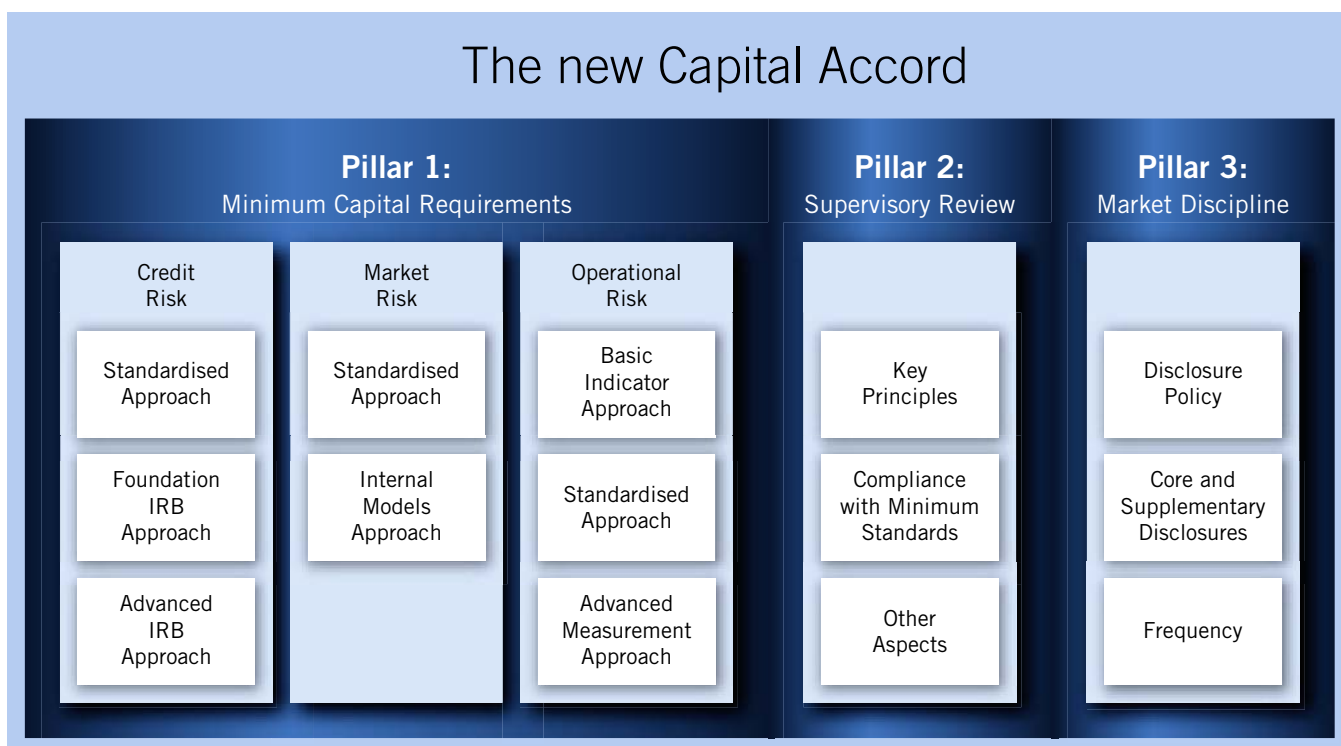 The new Capital Accord
Pillar 1:
Minimum Capital Requirements
Credit
Risk
Standardised
Approach
Foundation
IRB
Approach
Advanced
IRB
Approach
Market
Risk
Standardised
Approach
Internal
Models
Approach
Operational
Risk
Basic
Indicator
Approach
Standardised
Approach
Advanced
Measurement
Approach
Pillar 2:
Supervisory Review
Key
Principles
Compliance
with Minimum
Standards
Other
Aspects
Pillar 3:
Market Discipline
Disclosure
Policy
Core and
Supplementary
Disclosures
Frequency